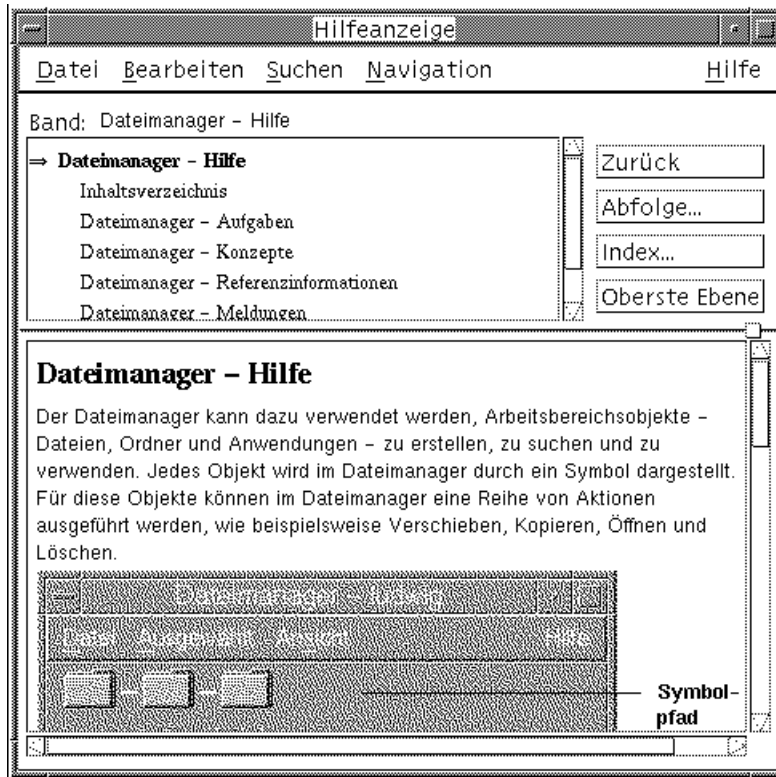 Hilfeanzeige
Datei Bearbeiten Suchen Navigation Hilfe
Band: Dateimanager – Hilfe
⇒ Dateimanager – Hilfe
Inhaltsverzeichnis
Dateimanager – Aufgaben
Dateimanager – Konzepte
Dateimanager – Referenzinformationen
Dateimanager – Meldungen
Zurück
Abfolge...
Index...
Oberste Ebene
Dateimanager – Hilfe
Der Dateimanager kann dazu verwendet werden, Arbeitsbereichsobjekte –
Dateien, Ordner und Anwendungen – zu erstellen, zu suchen und zu
verwenden. Jedes Objekt wird im Dateimanager durch ein Symbol dargestellt.
Für diese Objekte können im Dateimanager eine Reihe von Aktionen
ausgeführt werden, wie beispielsweise Verschieben, Kopieren, Öffnen und
Löschen.
Dateimanager –
Datei Ausgewählt Ansicht Hilfe
Symbol–
pfad